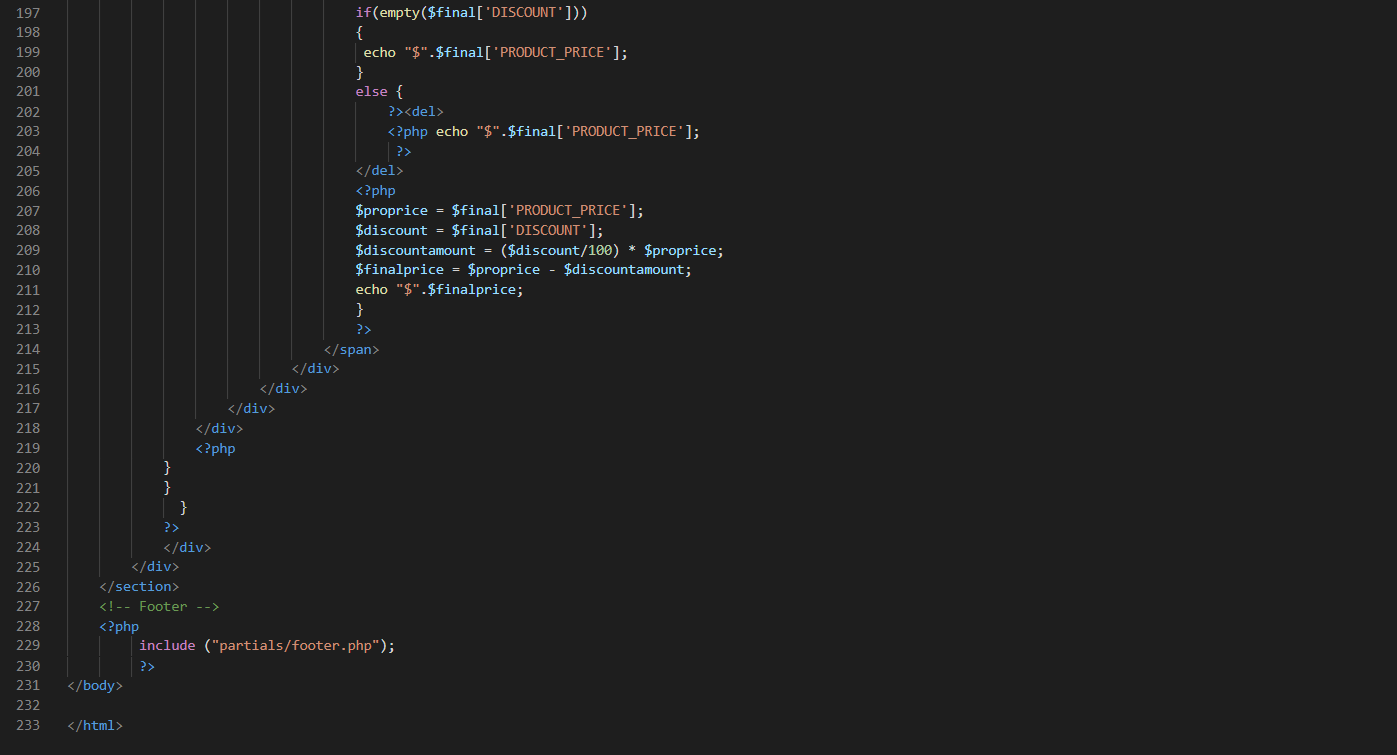 197 if(empty($final['DISCOUNT']))
198 {
199 echo "$".$final['PRODUCT_PRICE'];
200 }
201 else {
202 ?><del>
203 <?php echo "$".$final['PRODUCT_PRICE'];
204 ?>
205 </del>
206 <?php
207 $proprice = $final['PRODUCT_PRICE'];
208 $discount = $final['DISCOUNT'];
209 $discountamount = ($discount/100) * $proprice;
210 $finalprice = $proprice - $discountamount;
211 echo "$".$finalprice;
212 }
213 ?>
214 </span>
215 </div>
216 </div>
217 </div>
218 </div>
219 <?php
220 }
221 }
222 }
223 ?>
224 </div>
225 </div>
226 </section>
227 <!-- Footer -->
228 <?php
229 include ("partials/footer.php");
230 ?>
231 </body>
232
233 </html>